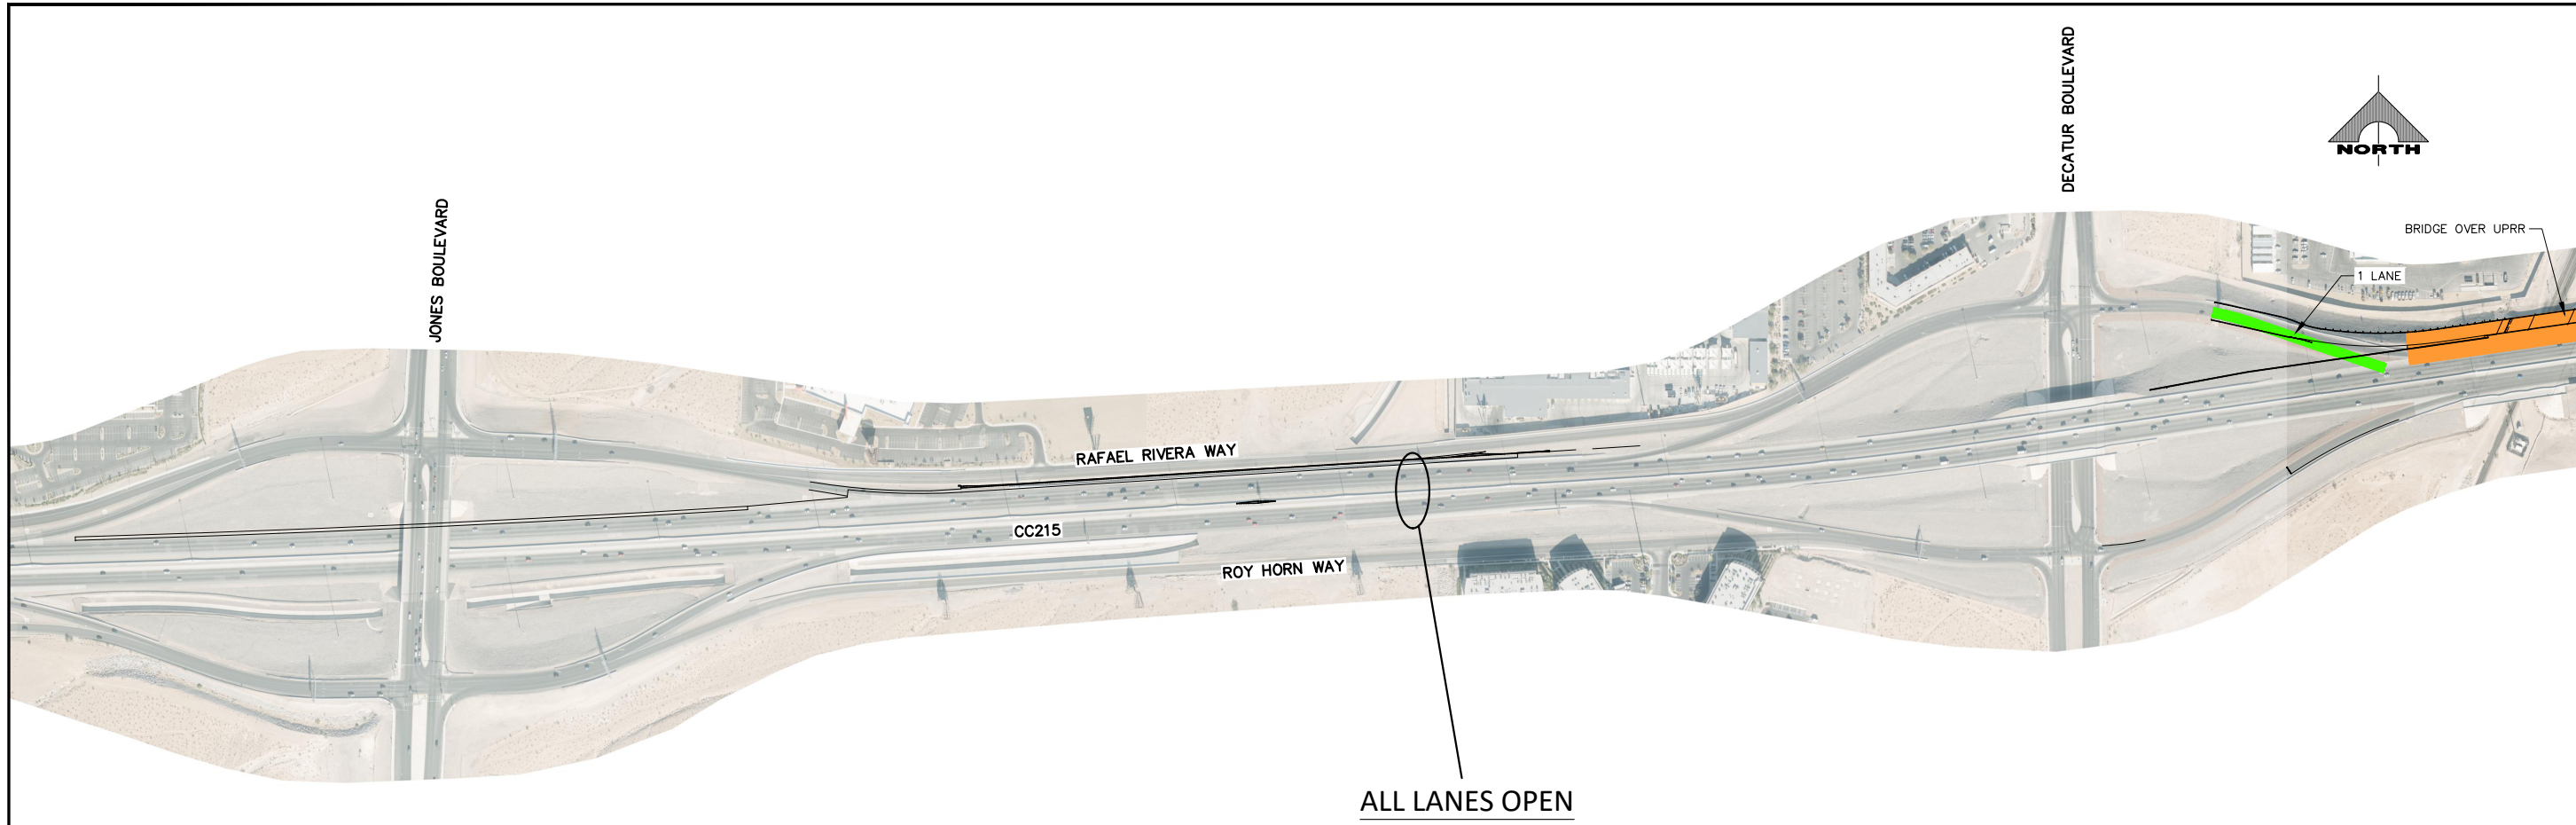 DECATUR BOULEVARD
JONES BOULEVARD
NORTH
BRIDGE OVER UPRR
1 LANE
RAFAEL RIVERA WAY
CC215
ROY HORN WAY
ALL LANES OPEN